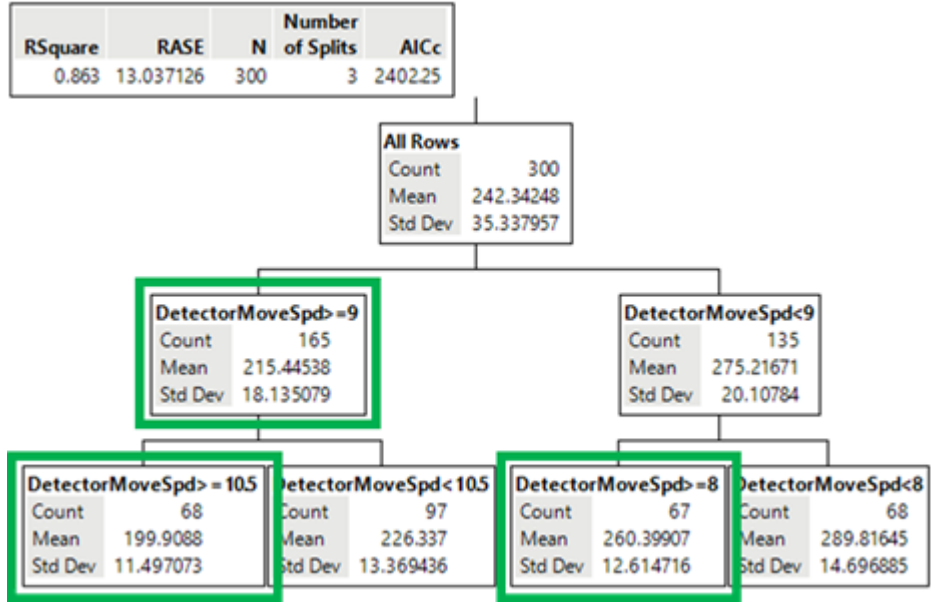 RSquare RASE N Number of Splits AICc
0.863 13.037126 300 3 2402.25
All Rows
Count 300
Mean 242.34248
Std Dev 35.337957
DetectorMoveSpd>=9
Count 165
Mean 215.44538
Std Dev 18.135079
DetectorMoveSpd<9
Count 135
Mean 275.21671
Std Dev 20.10784
DetectorMoveSpd>=10.5
Count 68
Mean 199.9088
Std Dev 11.497073
DetectorMoveSpd<10.5
Count 97
Mean 226.337
Std Dev 13.369436
DetectorMoveSpd>=8
Count 67
Mean 260.39907
Std Dev 12.614716
DetectorMoveSpd<8
Count 68
Mean 289.81645
Std Dev 14.696885